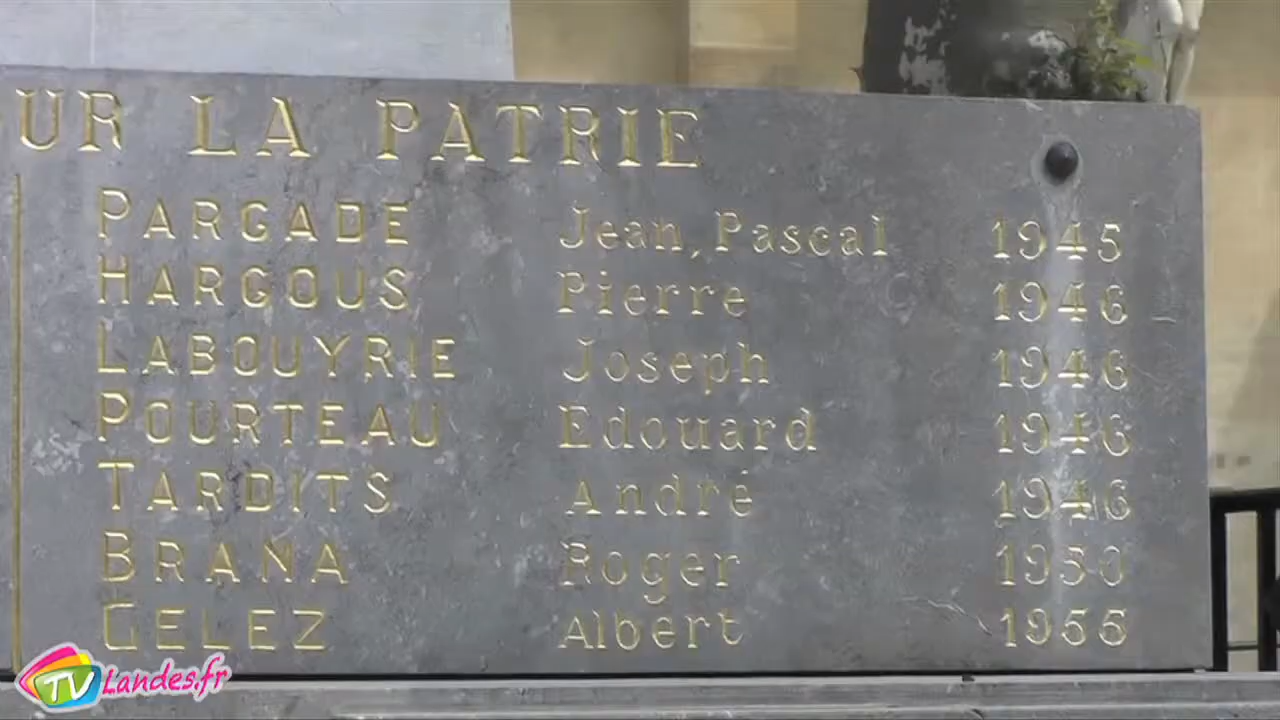 OUR LA PATRIE
PARGADE Jean, Pascal 1945
HARGOUS Pierre 1946
LABOUYRIE Joseph 1946
POURTEAU Edouard 1946
TARDITS André 1946
BRANA Roger 1950
GELEZ Albert 1955
TV Landes.fr